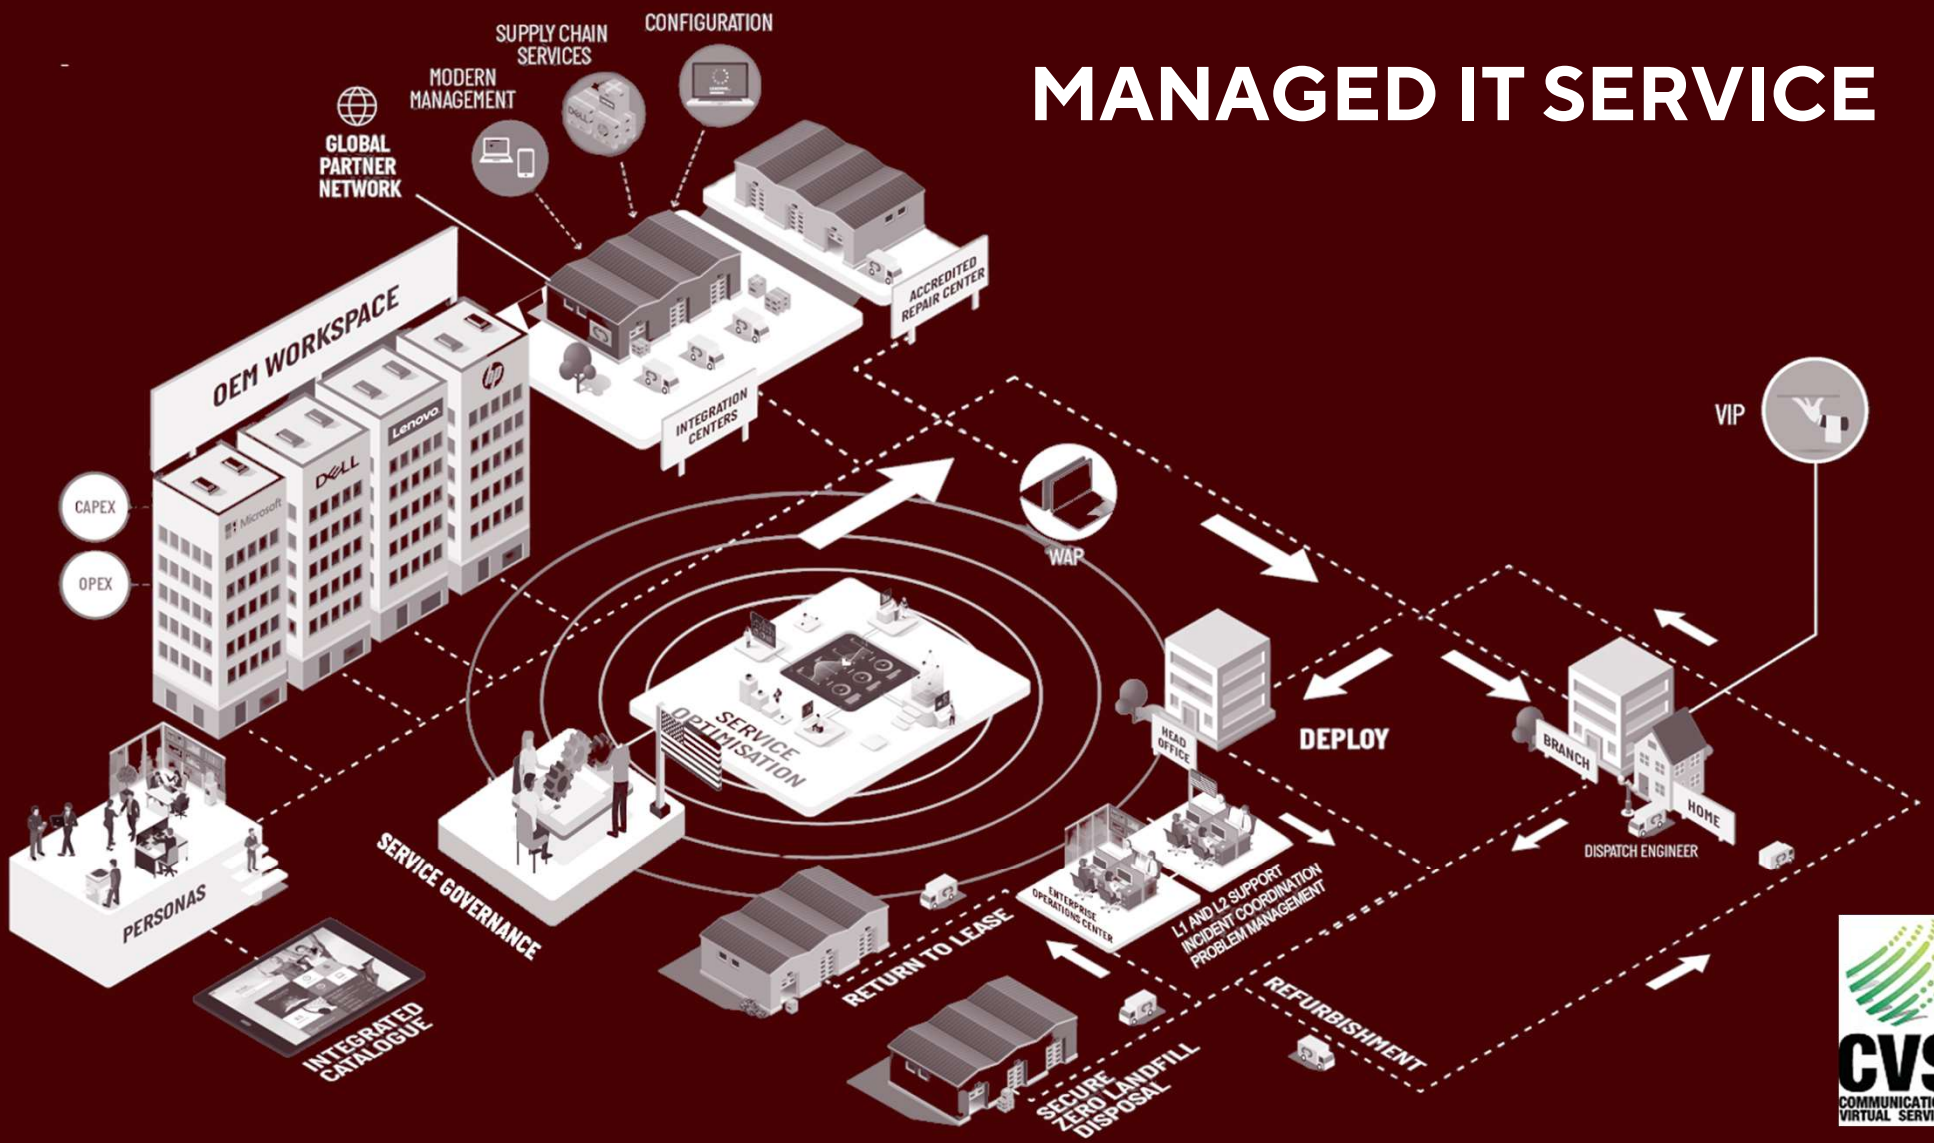 MANAGED IT SERVICE
CONFIGURATION
SUPPLY CHAIN
SERVICES
MODERN
MANAGEMENT
GLOBAL
PARTNER
NETWORK
ACCREDITED
REPAIR CENTER
OEM WORKSPACE
INTEGRATION
CENTERS
hp
Lenovo
DELL
Microsoft
CAPEX
OPEX
VIP
WAP
SERVICE
OPTIMISATION
HEAD
OFFICE
DEPLOY
BRANCH
HOME
DISPATCH ENGINEER
PERSONAS
SERVICE GOVERNANCE
ENTERPRISE
OPERATIONS CENTER
L1 AND L2 SUPPORT
INCIDENT COORDINATION
PROBLEM MANAGEMENT
RETURN TO LEASE
REFURBISHMENT
INTEGRATED
CATALOGUE
SECURE
ZERO LANDFILL
DISPOSAL
CVS
COMMUNICATIO
VIRTUAL SERVI